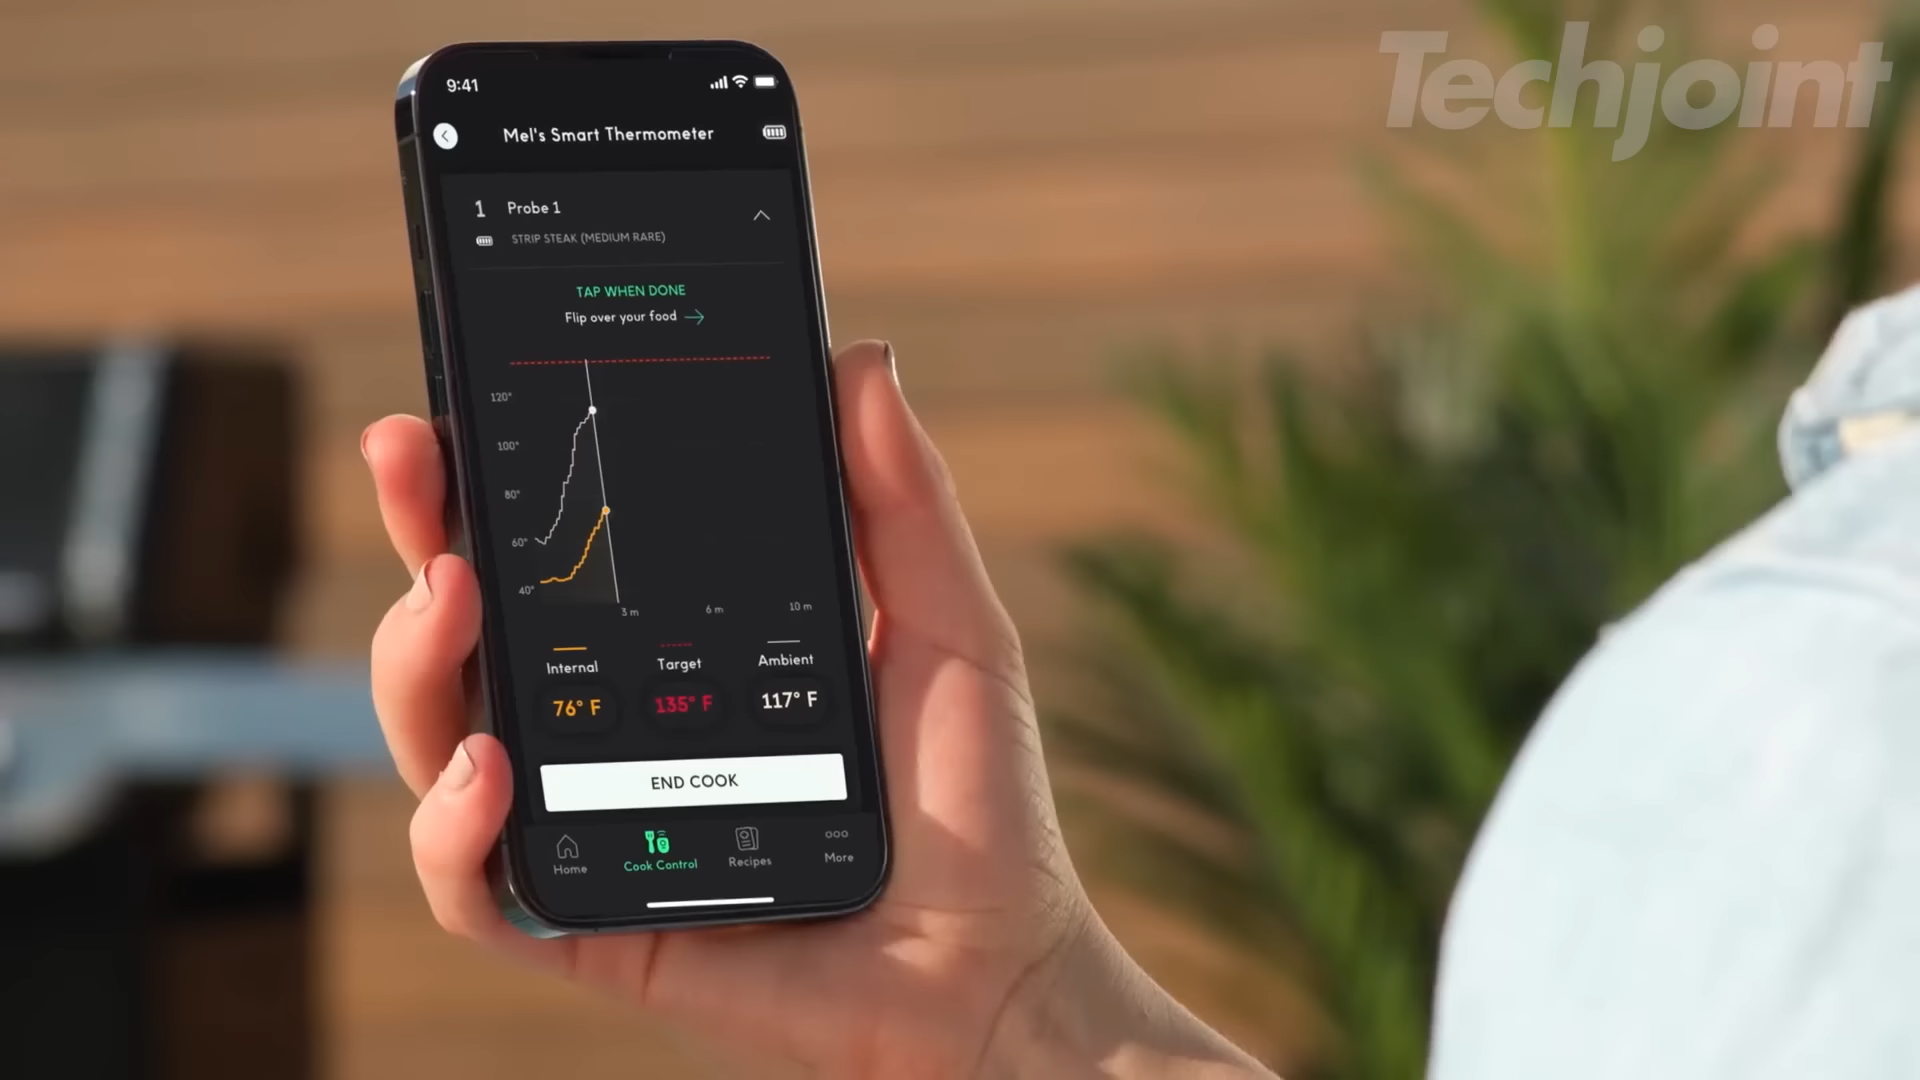 Techjoint
9:41
Mel's Smart Thermometer
1 Probe 1
STRIP STEAK (MEDIUM RARE)
TAP WHEN DONE
Flip over your food →
120°
100°
80°
60°
40°
3 m 6 m 10 m
Internal Target Ambient
76° F 135° F 117° F
END COOK
Home Cook Control Recipes More